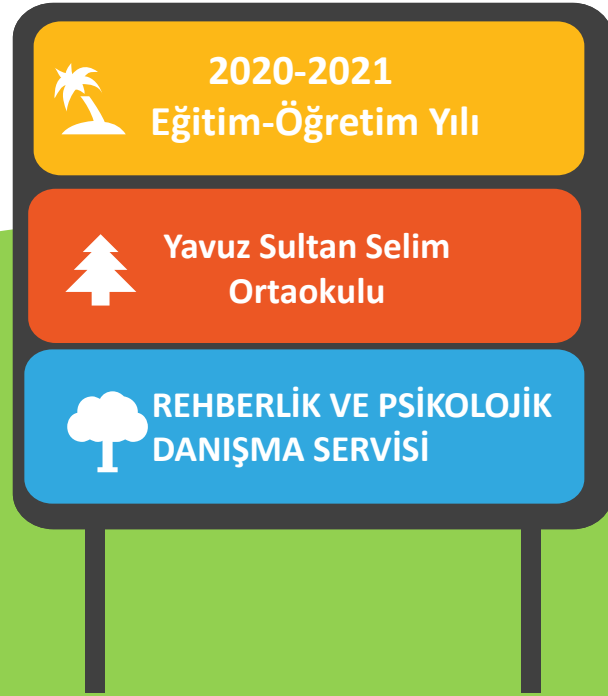 2020-2021
Eğitim-Öğretim Yılı
Yavuz Sultan Selim
Ortaokulu
REHBERLİK VE PSİKOLOJİK
DANIŞMA SERVİSİ